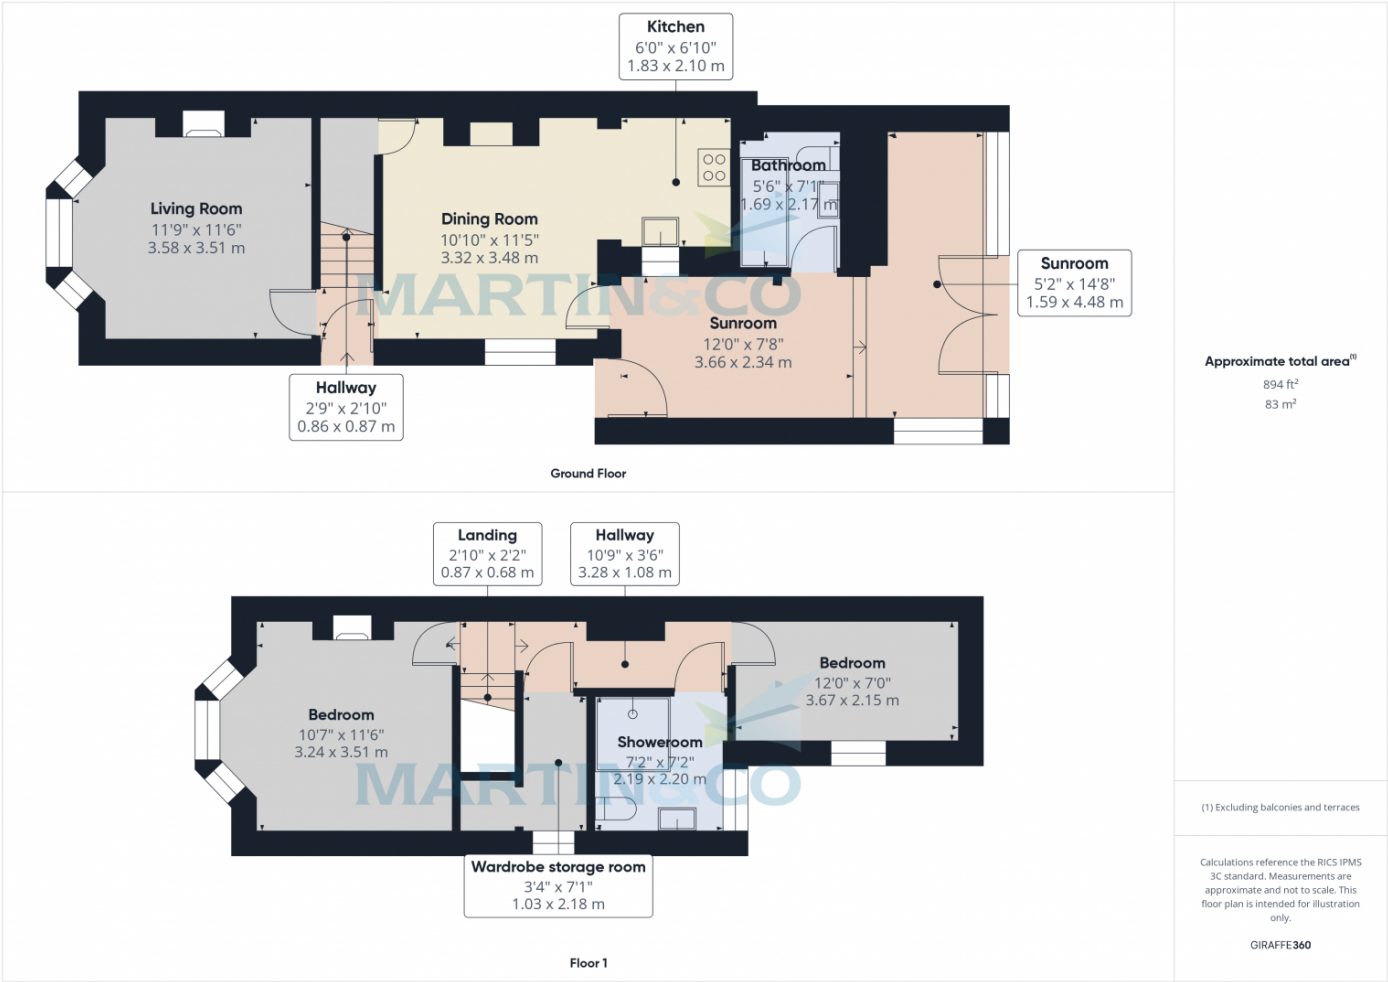 Kitchen
6'0" x 6'10"
1.83 x 2.10 m
Living Room
11'9" x 11'6"
3.58 x 3.51 m
Dining Room
10'10" x 11'5"
3.32 x 3.48 m
Bathroom
5'6" x 7'1"
1.69 x 2.17 m
Sunroom
5'2" x 14'8"
1.59 x 4.48 m
MARTIN&CO
Sunroom
12'0" x 7'8"
3.66 x 2.34 m
Hallway
2'9" x 2'10"
0.86 x 0.87 m
Ground Floor
Approximate total area(1)
894 ft²
83 m²
Landing
2'10" x 2'2"
0.87 x 0.68 m
Hallway
10'9" x 3'6"
3.28 x 1.08 m
Bedroom
10'7" x 11'6"
3.24 x 3.51 m
Bedroom
12'0" x 7'0"
3.67 x 2.15 m
Showeroom
7'2" x 7'2"
2.19 x 2.20 m
MARTIN&CO
Wardrobe storage room
3'4" x 7'1"
1.03 x 2.18 m
Floor 1
(1) Excluding balconies and terraces
Calculations reference the RICS IPMS
3C standard. Measurements are
approximate and not to scale. This
floor plan is intended for illustration
only.
GIRAFFE360